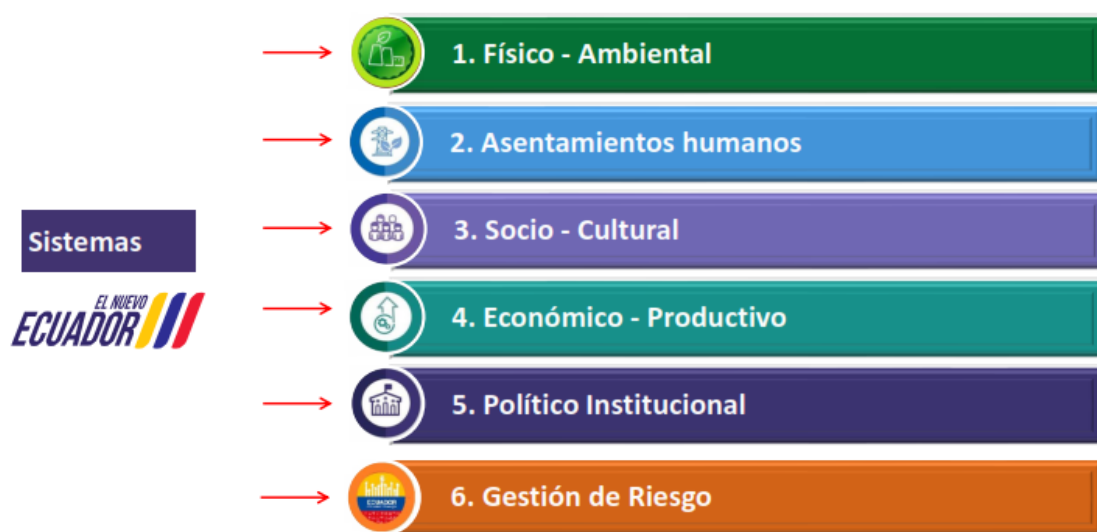 1. Físico - Ambiental
2. Asentamientos humanos
3. Socio - Cultural
Sistemas
EL NUEVO
ECUADOR
4. Económico - Productivo
5. Político Institucional
6. Gestión de Riesgo
ECUADOR